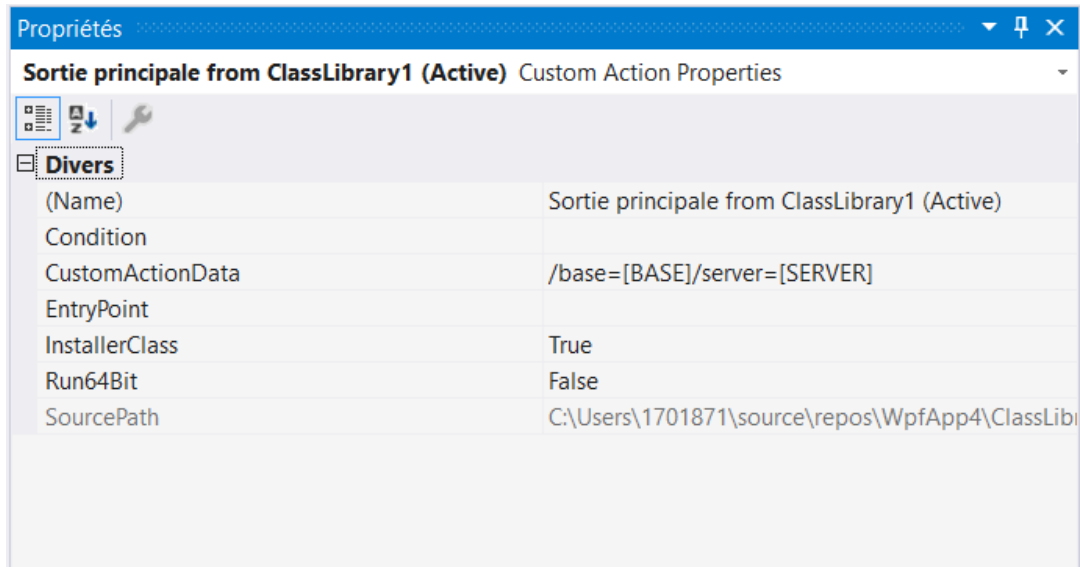 Propriétés
Sortie principale from ClassLibrary1 (Active) Custom Action Properties
Divers
(Name) Sortie principale from ClassLibrary1 (Active)
Condition
CustomActionData /base=[BASE]/server=[SERVER]
EntryPoint
InstallerClass True
Run64Bit False
SourcePath C:\Users\1701871\source\repos\WpfApp4\ClassLib